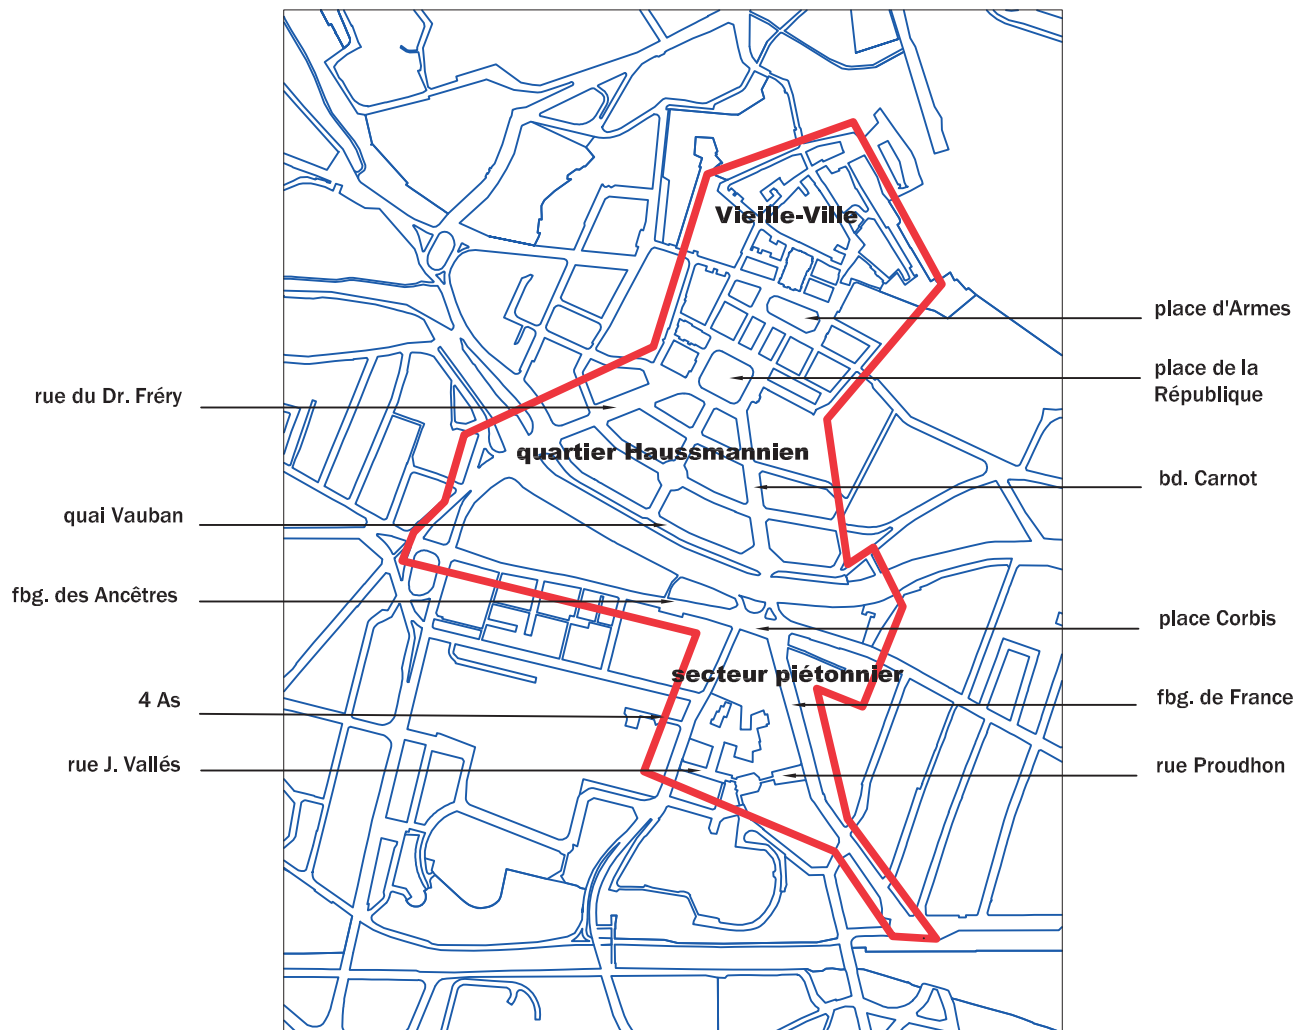 Vieille-Ville
place d'Armes
place de la
République
rue du Dr. Fréry
quartier Haussmannien
bd. Carnot
quai Vauban
fbg. des Ancêtres
place Corbis
secteur piétonnier
4 As
fbg. de France
rue J. Vallés
rue Proudhon